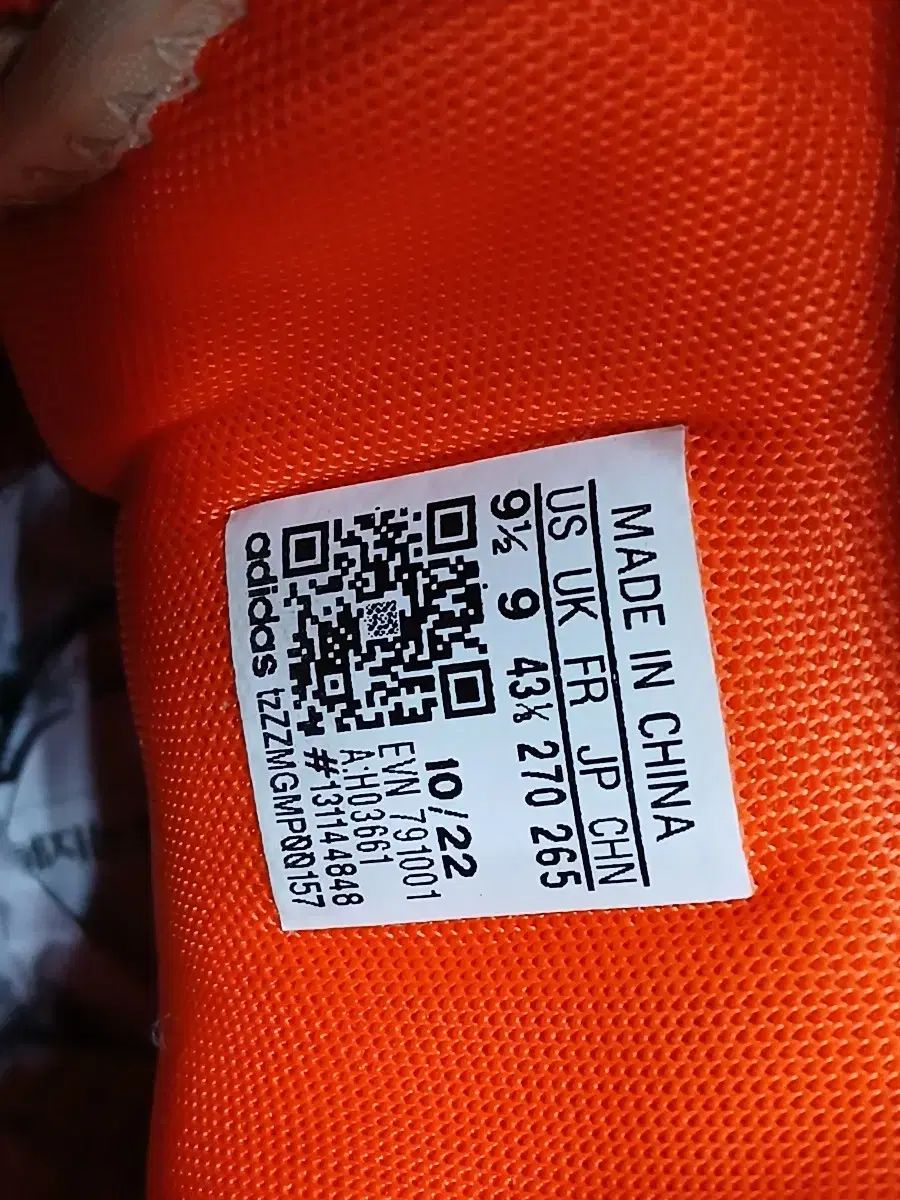 MADE IN CHINA
US UK FR JP CHN
9½ 9 43⅓ 270 265
10/22
EVN 791001
A:H03661
#131144848
adidas tzZZMGMPQQ157